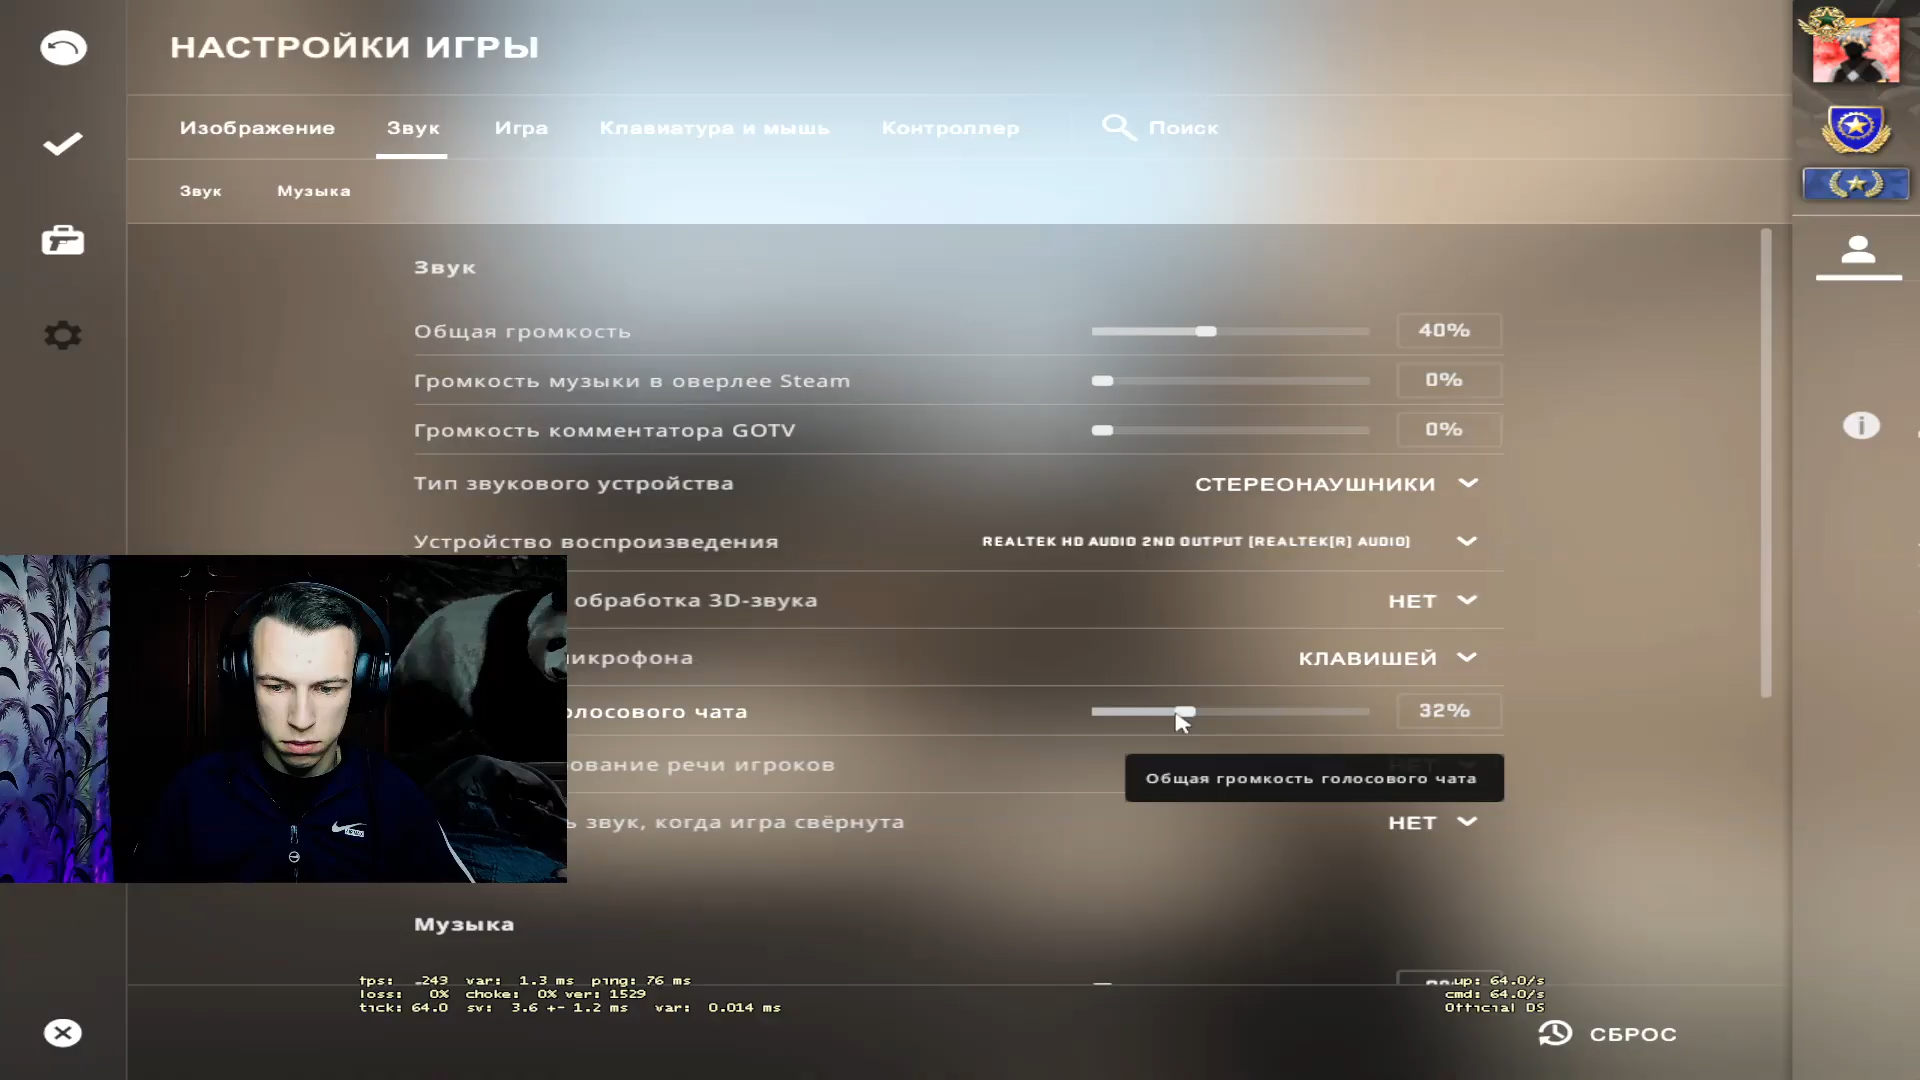 НАСТРОЙКИ ИГРЫ
Изображение Звук Игра Клавиатура и мышь Контроллер Поиск
Звук Музыка
Звук
Общая громкость 40%
Громкость музыки в оверлее Steam 0%
Громкость комментатора GOTV 0%
Тип звукового устройства СТЕРЕОНАУШНИКИ
Устройство воспроизведения REALTEK HD AUDIO 2ND OUTPUT (REALTEK(R) AUDIO)
обработка 3D-звука НЕТ
икрофона КЛАВИШЕЙ
олосового чата 32%
ование речи игроков НЕТ
Общая громкость голосового чата
ь звук, когда игра свёрнута НЕТ
Музыка
fps: 243 var: 1.3 ms ping: 76 ms
loss: 0% choke: 0% ver: 1529
tick: 64.0 sv: 3.6 +- 1.2 ms var: 0.014 ms
up: 64.0/s
cmd: 64.0/s
Official DS
СБРОС